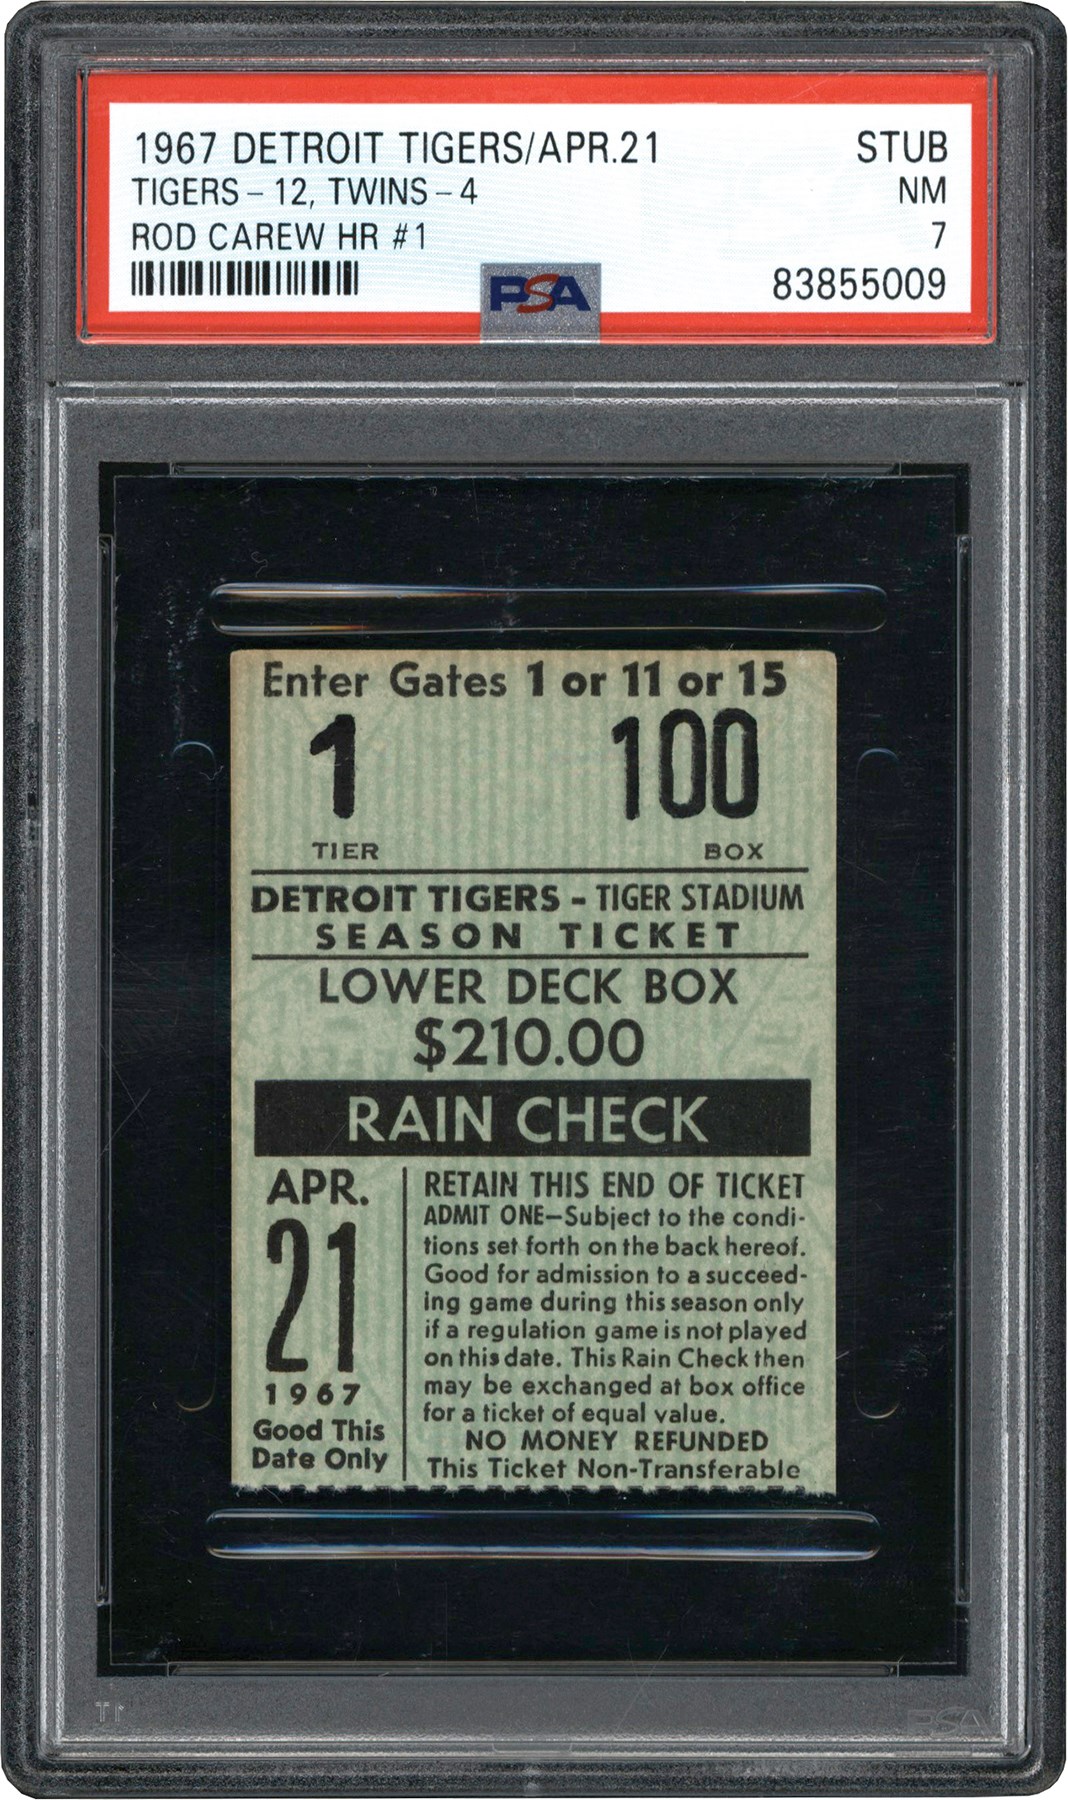 1967 DETROIT TIGERS/APR.21 STUB
TIGERS - 12, TWINS - 4 NM
ROD CAREW HR #1 7
PSA 83855009
Enter Gates 1 or 11 or 15
1 100
TIER BOX
DETROIT TIGERS - TIGER STADIUM
SEASON TICKET
LOWER DECK BOX
$210.00
RAIN CHECK
APR.
21
1967
Good This
Date Only
RETAIN THIS END OF TICKET
ADMIT ONE—Subject to the condi-
tions set forth on the back hereof.
Good for admission to a succeed-
ing game during this season only
if a regulation game is not played
on this date. This Rain Check then
may be exchanged at box office
for a ticket of equal value.
NO MONEY REFUNDED
This Ticket Non-Transferable
PSA